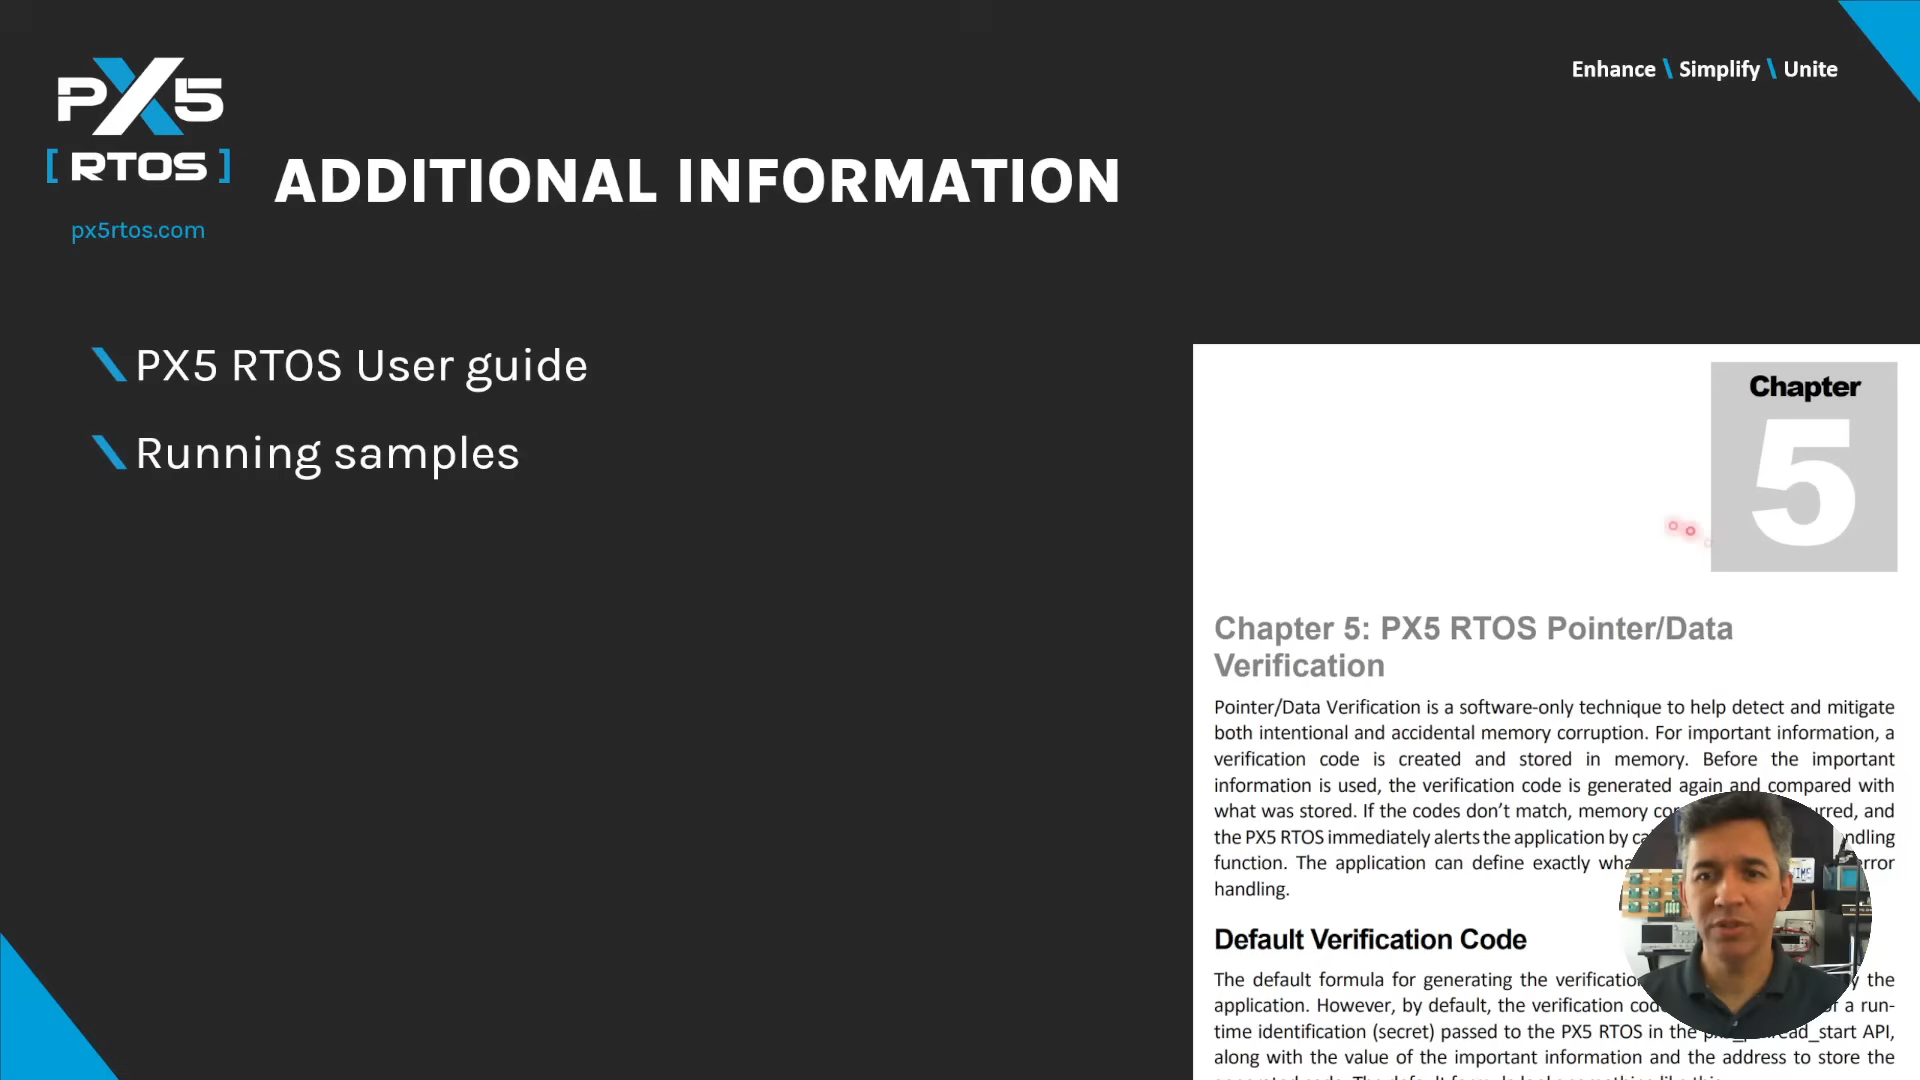 PX5
[ RTOS ]
px5rtos.com
Enhance \ Simplify \ Unite
ADDITIONAL INFORMATION
PX5 RTOS User guide
Running samples
Chapter
5
Chapter 5: PX5 RTOS Pointer/Data
Verification
Pointer/Data Verification is a software-only technique to help detect and mitigate
both intentional and accidental memory corruption. For important information, a
verification code is created and stored in memory. Before the important
information is used, the verification code is generated again and compared with
what was stored. If the codes don’t match, memory and
the PX5 RTOS immediately alerts the application by
function. The application can define exactly error
handling.
Default Verification Code
The default formula for generating the the
application. However, by default, the verification a run-
time identification (secret) passed to the PX5 RTOS in the API,
along with the value of the important information and the address to store the